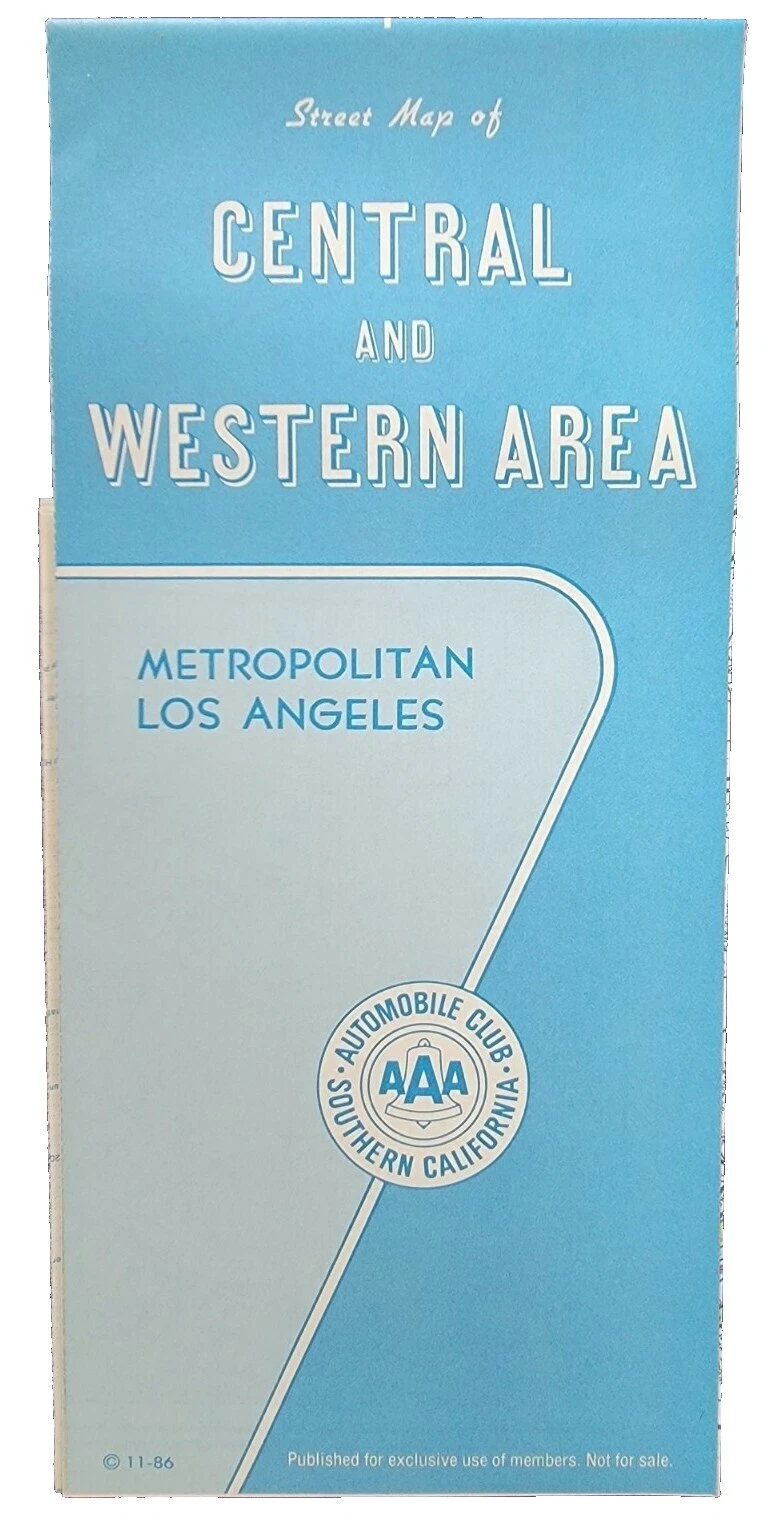 Street Map of
CENTRAL
AND
WESTERN AREA
METROPOLITAN
LOS ANGELES
· AUTOMOBILE CLUB ·
AAA
SOUTHERN CALIFORNIA
© 11-86
Published for exclusive use of members. Not for sale.